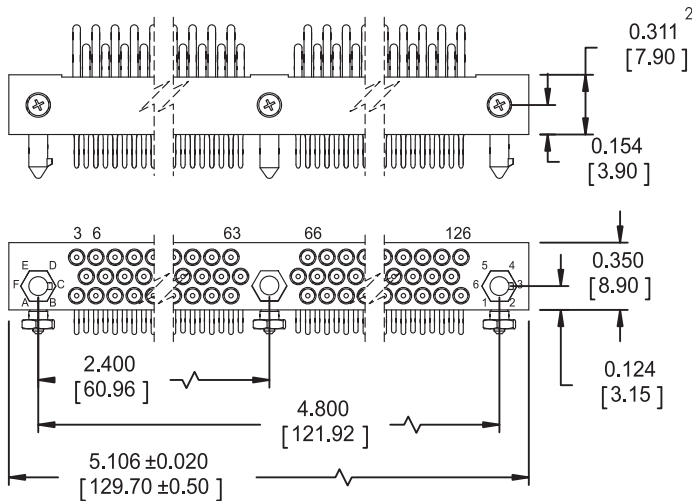 2
0.311
[7.90 ]
0.154
[3.90 ]
3 6 63 66 126
E D 5 4
F C 6 3
A B 1 2
0.350
[8.90 ]
2.400
[60.96 ]
0.124
[3.15 ]
4.800
[121.92 ]
5.106 ±0.020
[129.70 ±0.50 ]